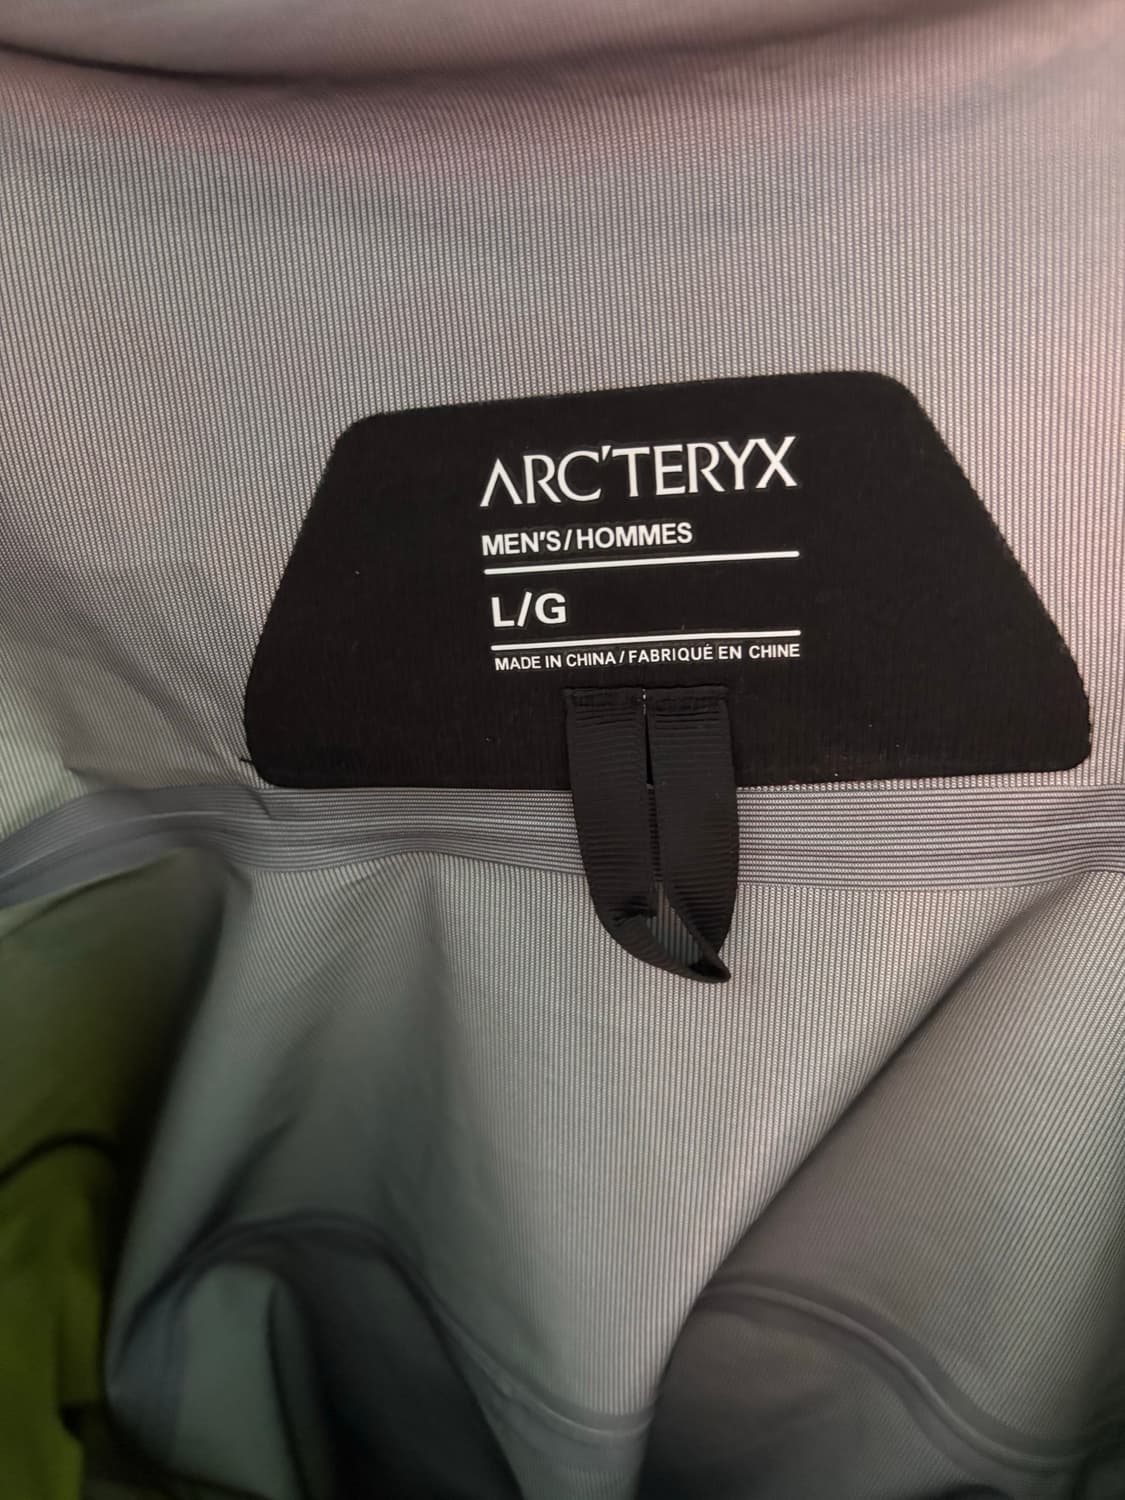 ARC'TERYX
MEN'S/HOMMES
L/G
MADE IN CHINA/FABRIQUÉ EN CHINE